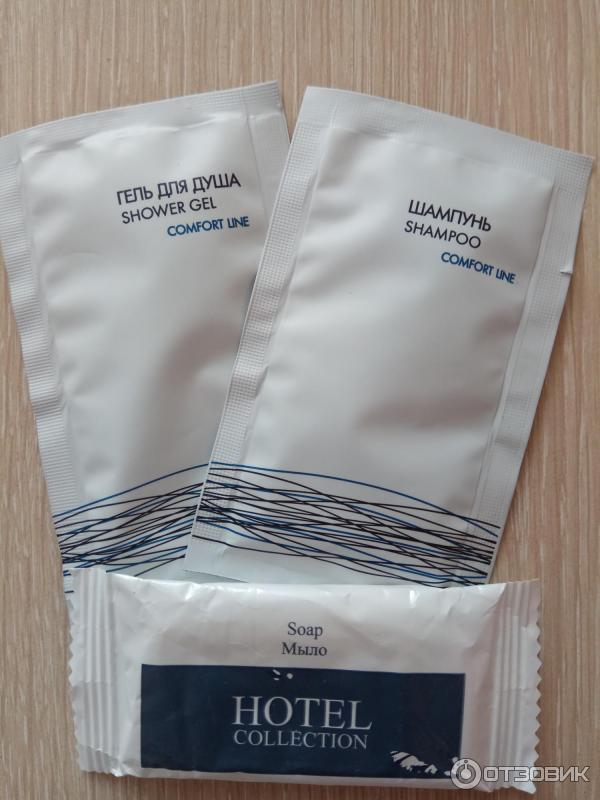 ГЕЛЬ ДЛЯ ДУША
SHOWER GEL
COMFORT LINE
ШАМПУНЬ
SHAMPOO
COMFORT LINE
Soap
Мыло
HOTEL
COLLECTION
ОТЗОВИК